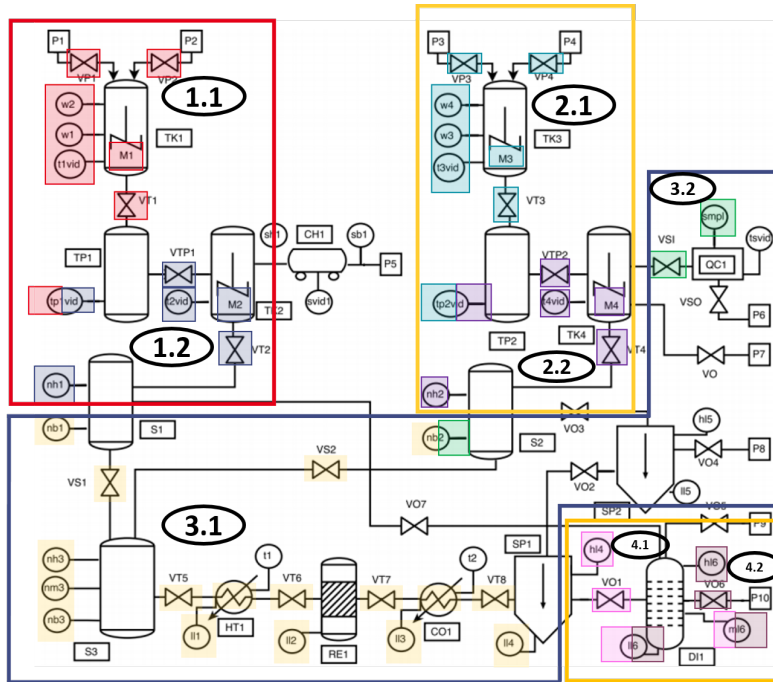 P1
P2
P3
P4
VP1
VP2
VP3
VP4
1.1
2.1
w2
w1
t1vid
M1
TK1
w4
w3
t3vid
M3
TK3
VT1
VT3
3.2
smpl
VSI
tsvid
QC1
TP1
VTP1
sh1
CH1
sb1
P5
VTP2
tp1vid
t2vid
M2
TK2
svid1
tp2vid
t4vid
M4
VSO
P6
TP2
TK4
1.2
VT2
2.2
VT4
VO
P7
nh1
nh2
nb1
S1
nb2
S2
VO3
hl5
VO4
P8
VS1
VS2
VO2
ll5
3.1
VO7
SP2
VO5
P9
SP1
hl4
4.1
hl6
4.2
nh3
nm3
nb3
t1
t2
VT5
VT6
VT7
VT8
VO1
VO6
P10
ll1
HT1
ll2
RE1
ll3
CO1
ll4
ll6
ml6
DI1
S3